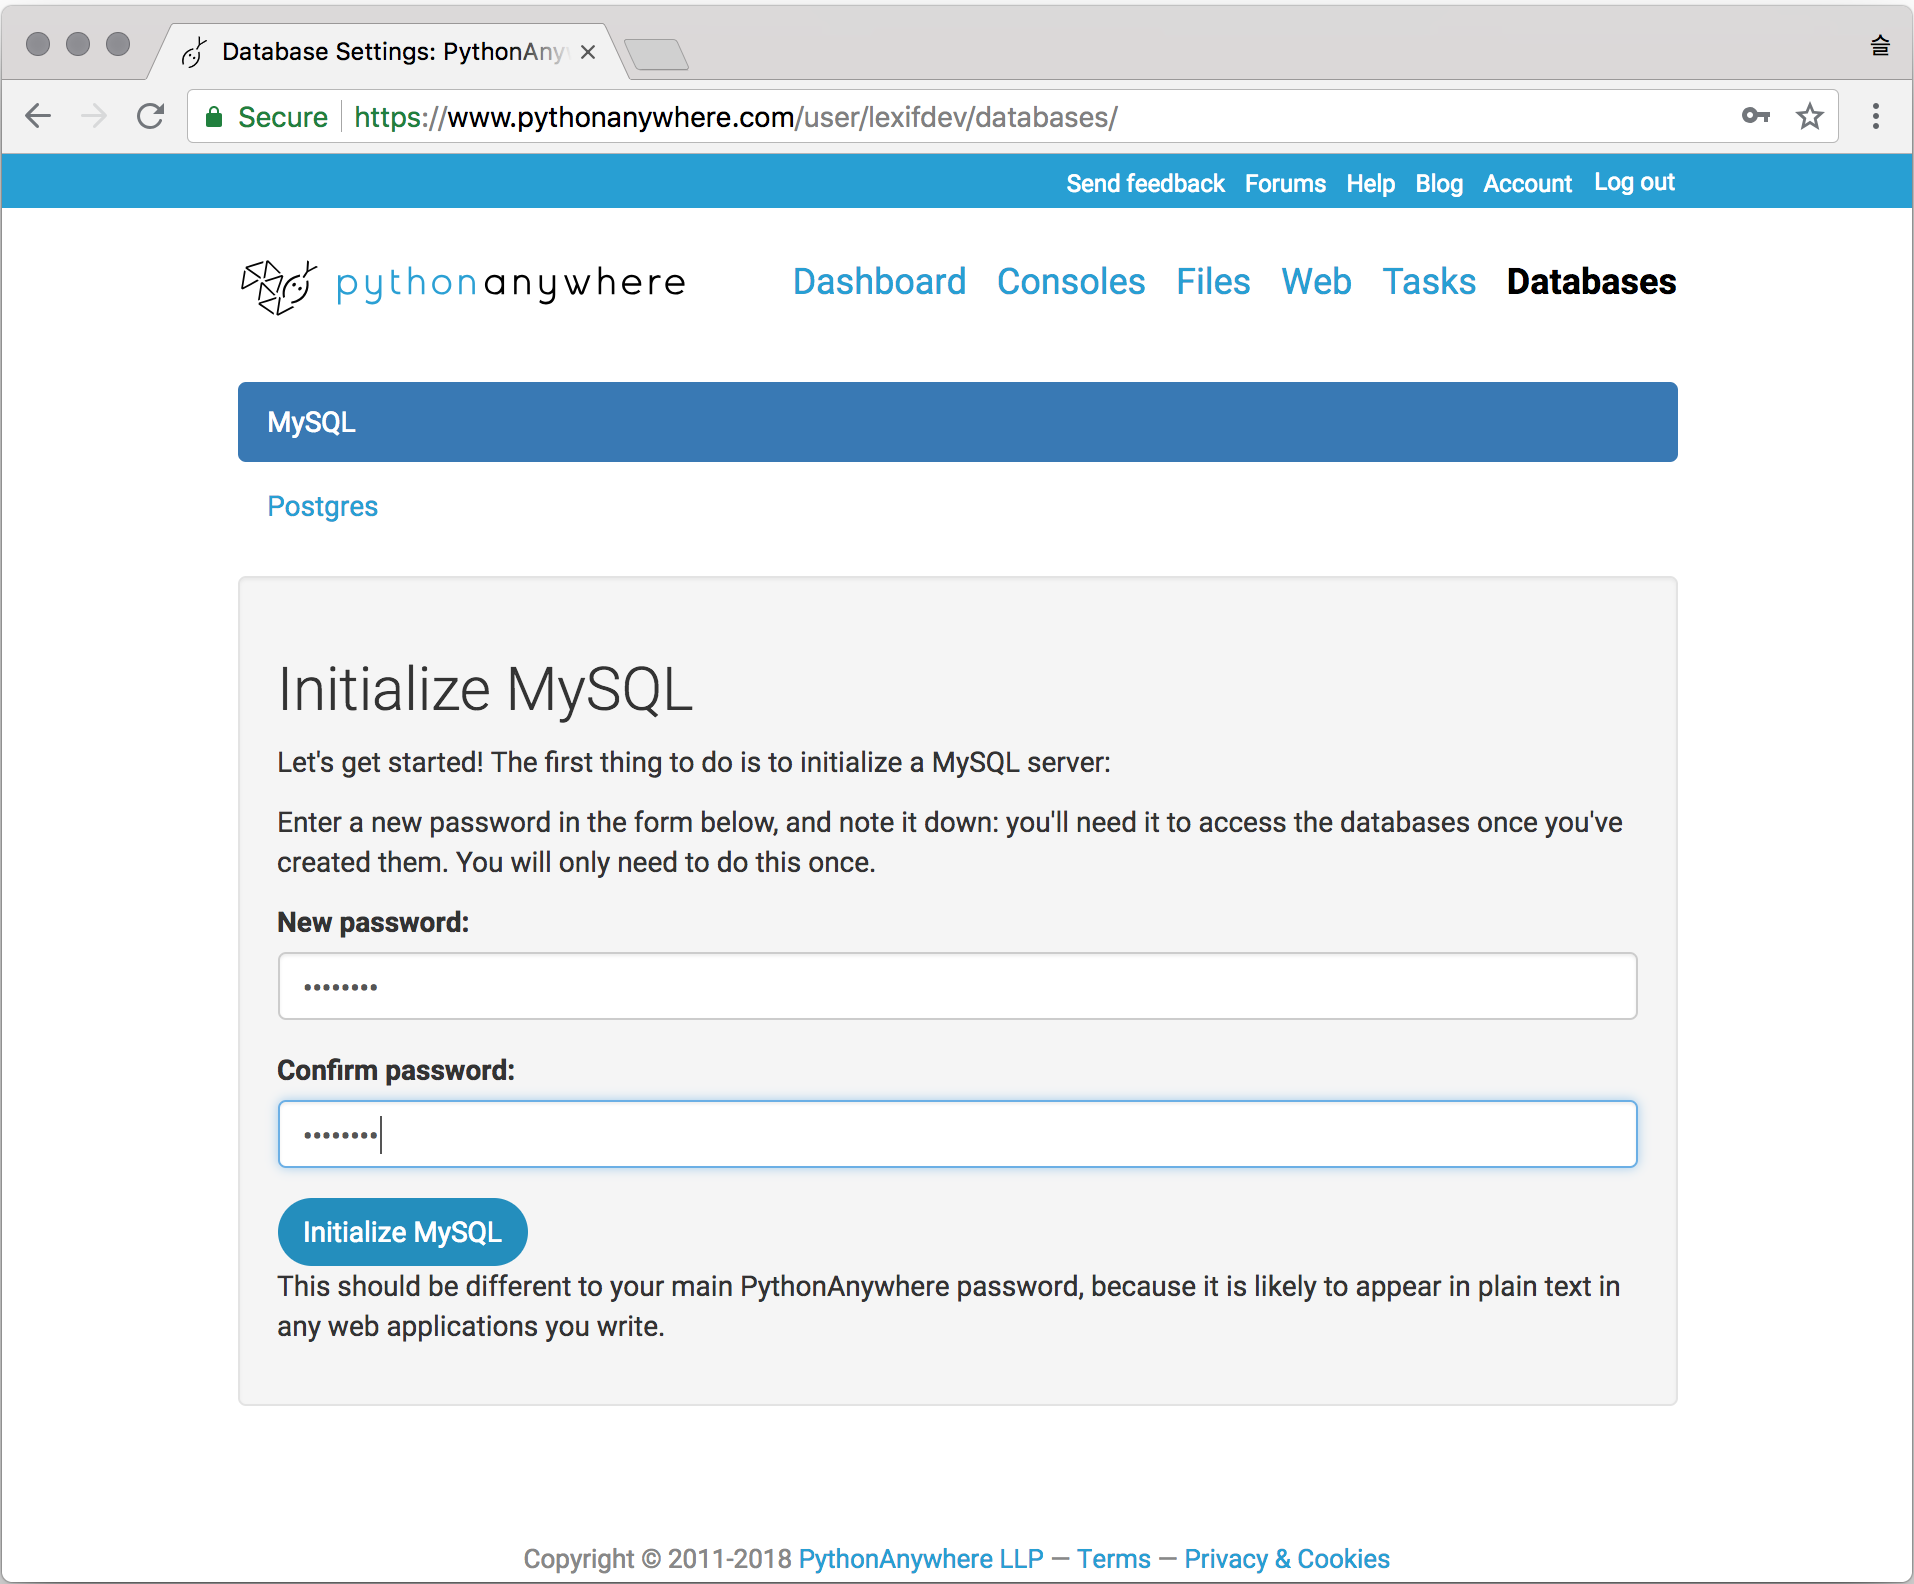 Database Settings: PythonAny
슬
Secure
https://www.pythonanywhere.com/user/lexifdev/databases/
Send feedback Forums Help Blog Account Log out
pythonanywhere
Dashboard Consoles Files Web Tasks Databases
MySQL
Postgres
Initialize MySQL
Let's get started! The first thing to do is to initialize a MySQL server:
Enter a new password in the form below, and note it down: you'll need it to access the databases once you've
created them. You will only need to do this once.
New password:
••••••••
Confirm password:
••••••••
Initialize MySQL
This should be different to your main PythonAnywhere password, because it is likely to appear in plain text in
any web applications you write.
Copyright © 2011-2018 PythonAnywhere LLP — Terms — Privacy & Cookies